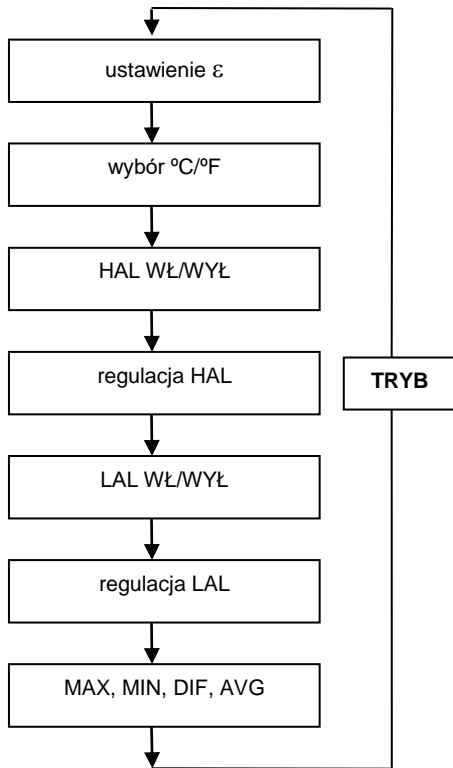 ustawienie ε
wybór ºC/ºF
HAL WŁ/WYŁ
regulacja HAL
TRYB
LAL WŁ/WYŁ
regulacja LAL
MAX, MIN, DIF, AVG